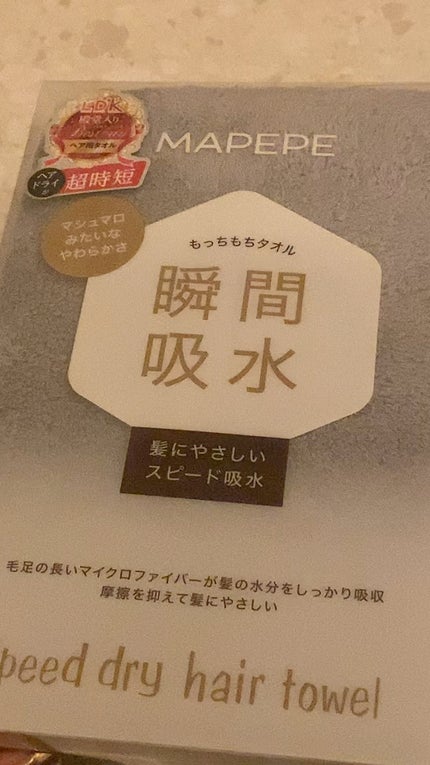 LDK
殿堂入り
ヘア用タオル
ヘア
ドライが
超時短
MAPEPE
マシュマロ
みたいな
やわらかさ
もっちもちタオル
瞬間
吸水
髪にやさしい
スピード吸水
毛足の長いマイクロファイバーが髪の水分をしっかり吸収
摩擦を抑えて髪にやさしい
peed dry hair towel